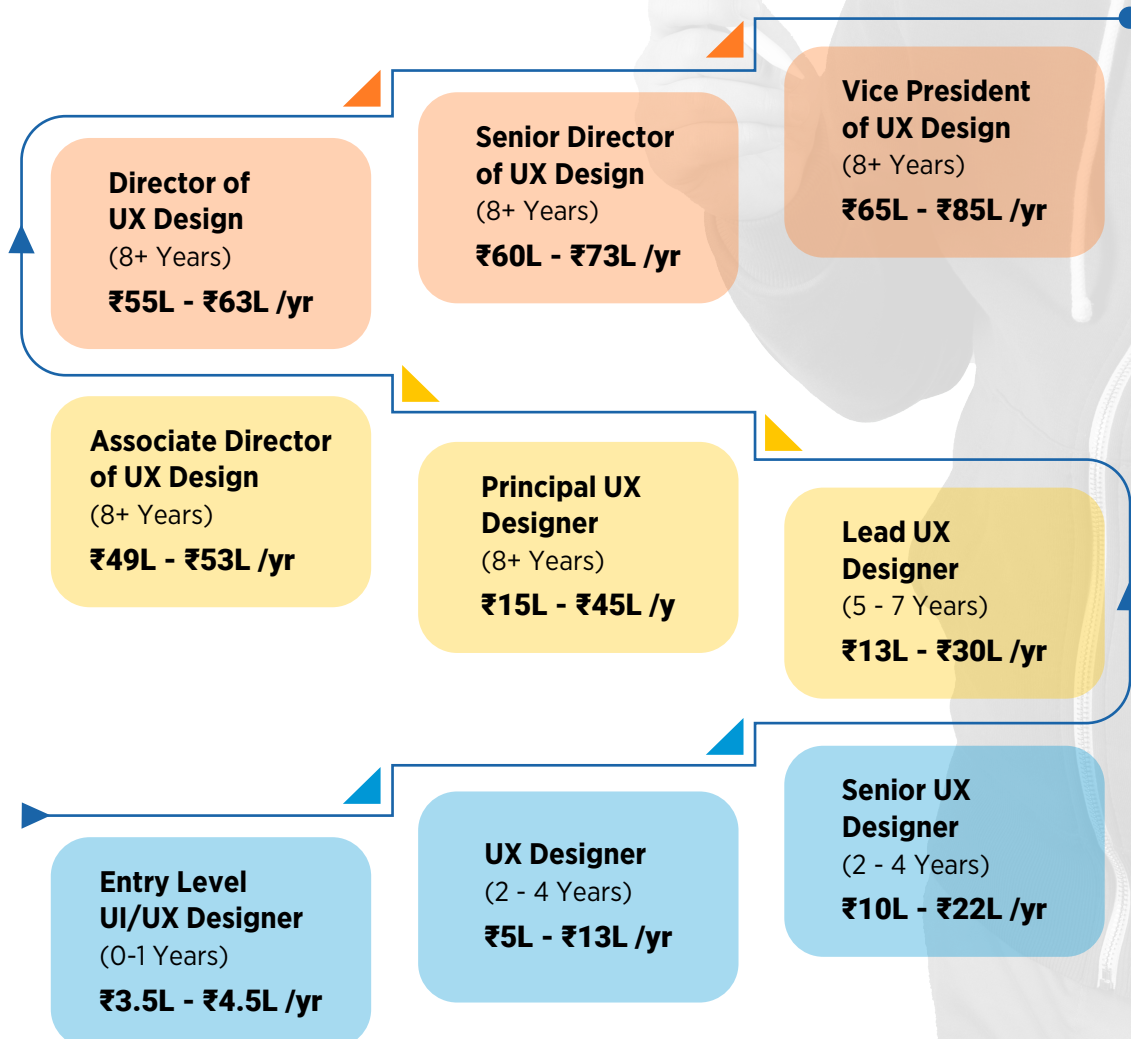 Vice President
of UX Design
(8+ Years)
₹65L - ₹85L /yr
Senior Director
of UX Design
(8+ Years)
₹60L - ₹73L /yr
Director of
UX Design
(8+ Years)
₹55L - ₹63L /yr
Associate Director
of UX Design
(8+ Years)
₹49L - ₹53L /yr
Principal UX
Designer
(8+ Years)
₹15L - ₹45L /y
Lead UX
Designer
(5 - 7 Years)
₹13L - ₹30L /yr
Senior UX
Designer
(2 - 4 Years)
₹10L - ₹22L /yr
UX Designer
(2 - 4 Years)
₹5L - ₹13L /yr
Entry Level
UI/UX Designer
(0-1 Years)
₹3.5L - ₹4.5L /yr